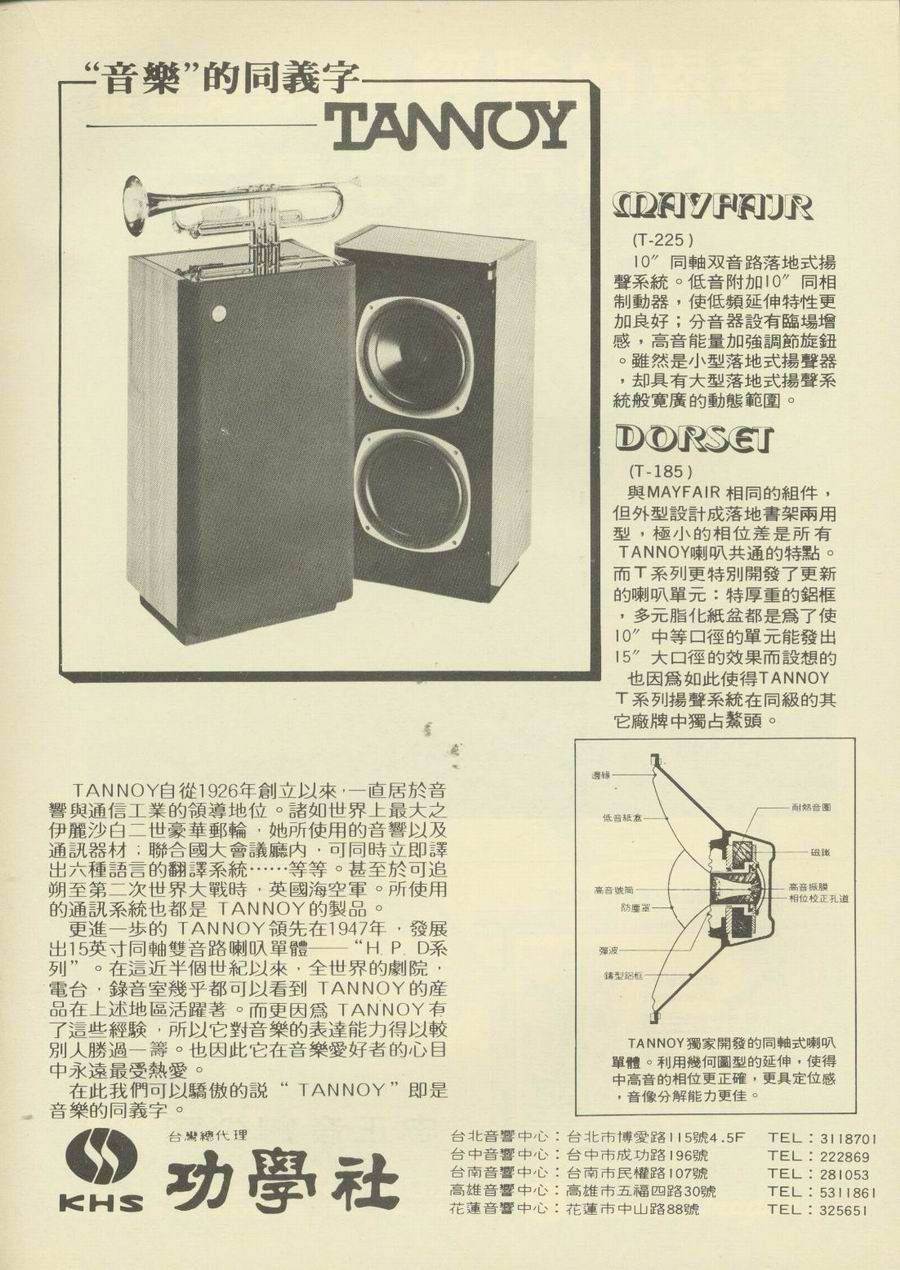 “音樂”的同義字
TANNOY
MAYFAIR
(T-225)
10″ 同軸双音路落地式揚
聲系統。低音附加10″ 同相
制動器，使低頻延伸特性更
加良好；分音器設有臨場增
感，高音能量加強調節旋鈕
。雖然是小型落地式揚聲器
，却具有大型落地式揚聲系
統般寬廣的動態範圍。
DORSET
(T-185)
與MAYFAIR 相同的組件，
但外型設計成落地書架兩用
型，極小的相位差是所有
TANNOY喇叭共通的特點。
而T系列更特別開發了更新
的喇叭單元：特厚重的鋁框
，多元脂化紙盆都是爲了使
10″ 中等口徑的單元能發出
15″ 大口徑的效果而設想的
也因爲如此使得TANNOY
T系列揚聲系統在同級的其
它廠牌中獨占鰲頭。
TANNOY自從1926年創立以來，一直居於音
響與通信工業的領導地位。諸如世界上最大之
伊麗沙白二世豪華郵輪，她所使用的音響以及
通訊器材；聯合國大會議廳内，可同時立即譯
出六種語言的翻譯系統……等等。甚至於可追
朔至第二次世界大戰時，英國海空軍。所使用
的通訊系統也都是 TANNOY的製品。
更進一歩的 TANNOY領先在1947年，發展
出15英寸同軸雙音路喇叭單體——“H. P. D系
列”。在這近半個世紀以來，全世界的劇院，
電台，錄音室幾乎都可以看到 TANNOY的産
品在上述地區活躍著。而更因爲 TANNOY有
了這些經驗，所以它對音樂的表達能力得以較
別人勝過一籌。也因此它在音樂愛好者的心目
中永遠最受熱愛。
在此我們可以驕傲的説“ TANNOY”即是
音樂的同義字。
邊緣
低音紙盆
高音號筒
防塵罩
彈波
鑄型鋁框
耐熱音圈
磁鐵
高音振膜
相位校正孔道
TANNOY獨家開發的同軸式喇叭
單體。利用幾何圖型的延伸，使得
中高音的相位更正確，更具定位感
，音像分解能力更佳。
KHS
台灣總代理
功學社
台北音響中心：台北市博愛路115號4.5F TEL：3118701
台中音響中心：台中市成功路196號 TEL：222869
台南音響中心：台南市民權路107號 TEL：281053
高雄音響中心：高雄市五福四路30號 TEL：5311861
花蓮音響中心：花蓮市中山路88號 TEL：325651